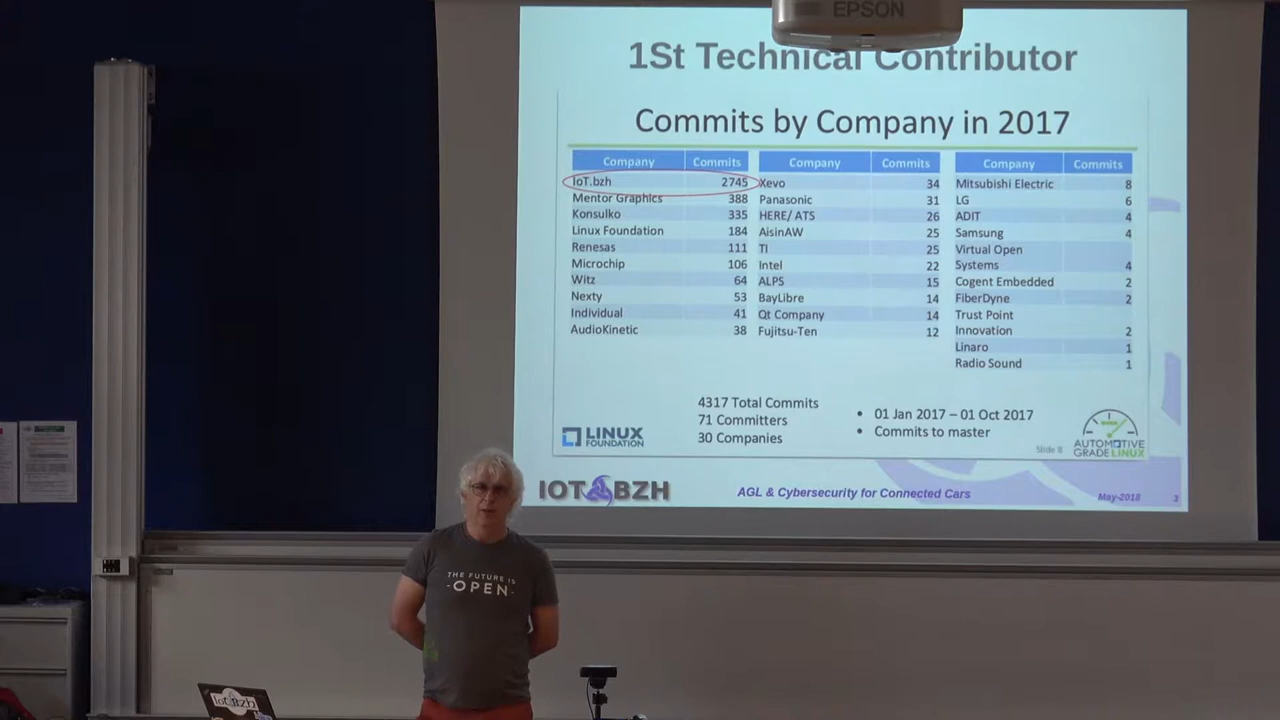 EPSON
1St Technical Contributor
Commits by Company in 2017
Company Commits Company Commits Company Commits
IoT.bzh 2745 Xevo 34 Mitsubishi Electric 8
Mentor Graphics 388 Panasonic 31 LG 6
Konsulko 335 HERE/ ATS 26 ADIT 4
Linux Foundation 184 AisinAW 25 Samsung 4
Renesas 111 TI 25 Virtual Open
Microchip 106 Intel 22 Systems 4
Witz 64 ALPS 15 Cogent Embedded 2
Nexty 53 BayLibre 14 FiberDyne 2
Individual 41 Qt Company 14 Trust Point
AudioKinetic 38 Fujitsu-Ten 12 Innovation 2
Linaro 1
Radio Sound 1
4317 Total Commits
71 Committers
30 Companies
• 01 Jan 2017 – 01 Oct 2017
• Commits to master
LINUX
FOUNDATION
Slide 8
AUTOMOTIVE
GRADE LINUX
IOT BZH
AGL & Cybersecurity for Connected Cars
May-2018
3
THE FUTURE IS
-OPEN-
IoT.Bzh